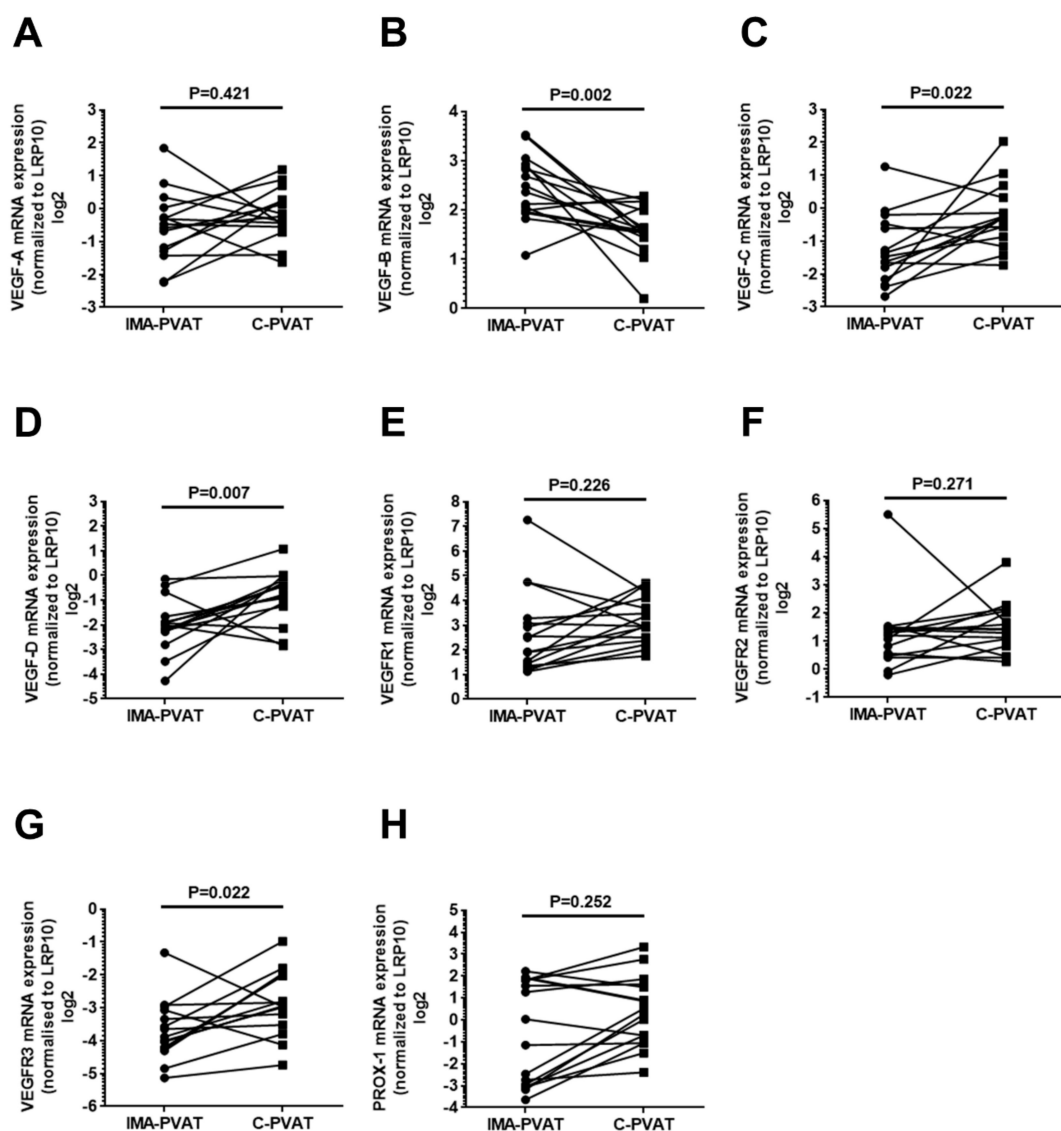 A
B
C
P=0.421
P=0.002
P=0.022
VEGF-A mRNA expression
(normalized to LRP10)
log2
3
2
1
0
-1
-2
-3
IMA-PVAT C-PVAT
VEGF-B mRNA expression
(normalized to LRP10)
log2
4
3
2
1
0
IMA-PVAT C-PVAT
VEGF-C mRNA expression
(normalized to LRP10)
log2
3
2
1
0
-1
-2
-3
IMA-PVAT C-PVAT
D
E
F
P=0.007
P=0.226
P=0.271
VEGF-D mRNA expression
(normalized to LRP10)
log2
3
2
1
0
-1
-2
-3
-4
-5
IMA-PVAT C-PVAT
VEGFR1 mRNA expression
(normalized to LRP10)
log2
8
7
6
5
4
3
2
1
0
IMA-PVAT C-PVAT
VEGFR2 mRNA expression
(normalized to LRP10)
log2
6
5
4
3
2
1
0
-1
IMA-PVAT C-PVAT
G
H
P=0.022
P=0.252
VEGFR3 mRNA expression
(normalised to LRP10)
log2
0
-1
-2
-3
-4
-5
-6
IMA-PVAT C-PVAT
PROX-1 mRNA expression
(normalized to LRP10)
log2
5
4
3
2
1
0
-1
-2
-3
-4
IMA-PVAT C-PVAT